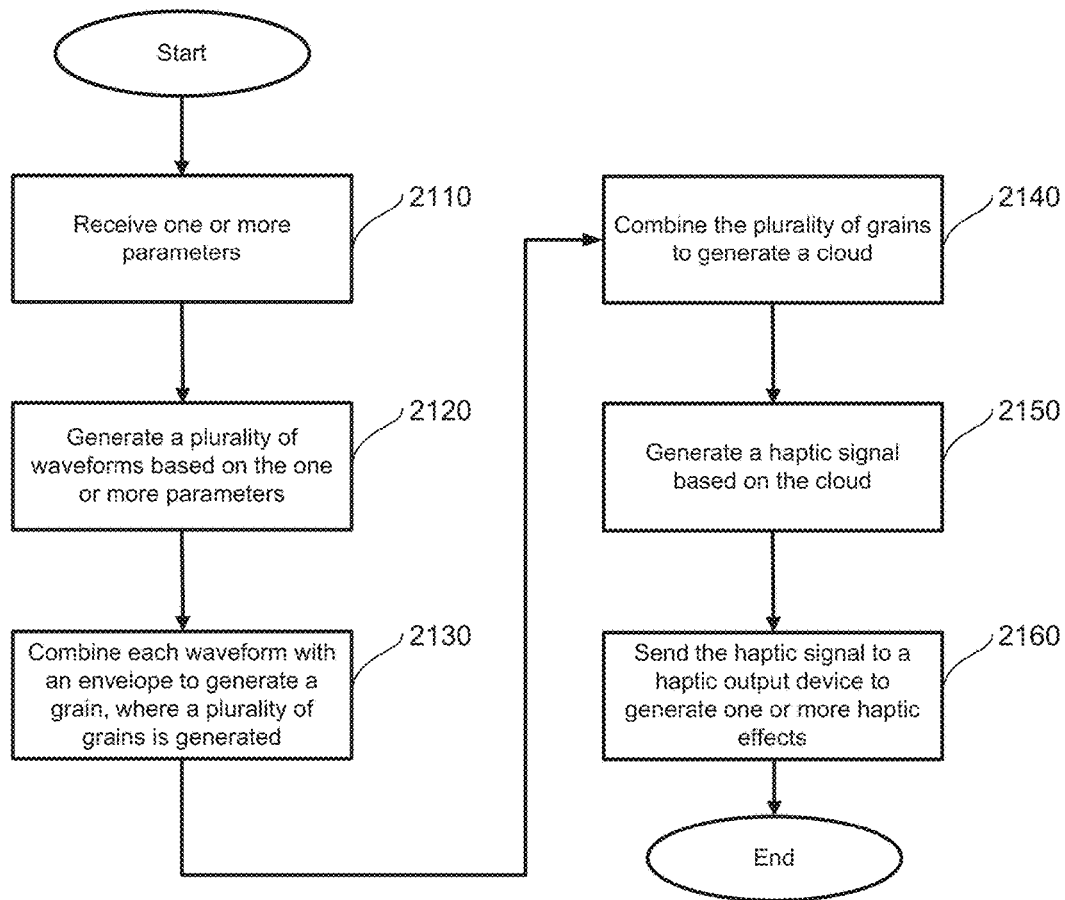 Start
Receive one or more
parameters
2110
Generate a plurality of
waveforms based on the one
or more parameters
2120
Combine each waveform with
an envelope to generate a
grain, where a plurality of
grains is generated
2130
Combine the plurality of grains
to generate a cloud
2140
Generate a haptic signal
based on the cloud
2150
Send the haptic signal to a
haptic output device to
generate one or more haptic
effects
2160
End